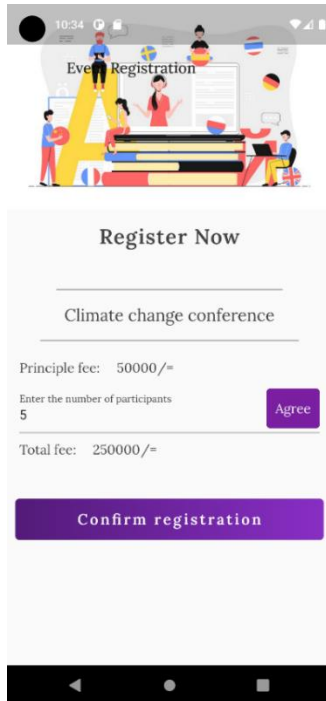 10:34
Event Registration
Register Now
Climate change conference
Principle fee: 50000/=
Enter the number of participants
5
Agree
Total fee: 250000/=
Confirm registration